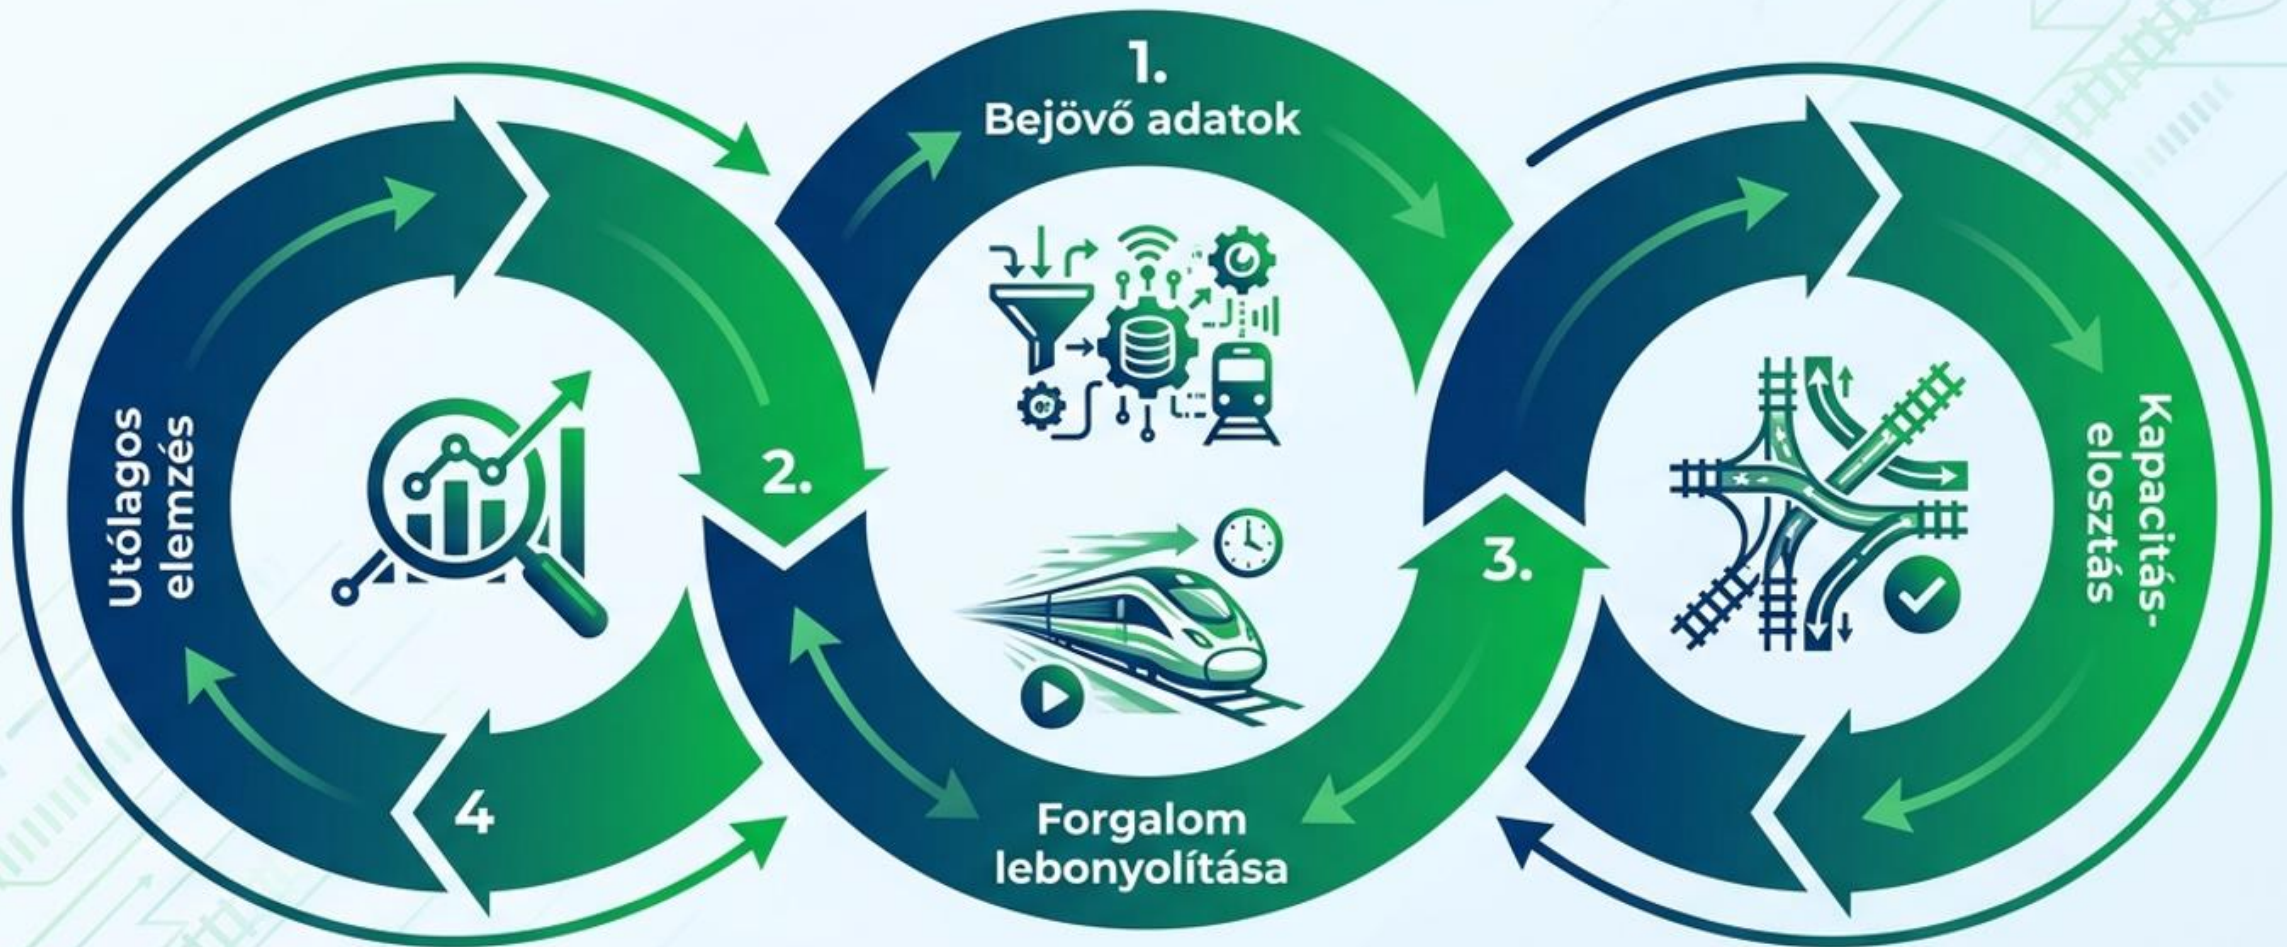 1.
Bejövő adatok
Utólagos
elemzés
2.
3.
4
Kapacitás-
elosztás
Forgalom
lebonyolítása